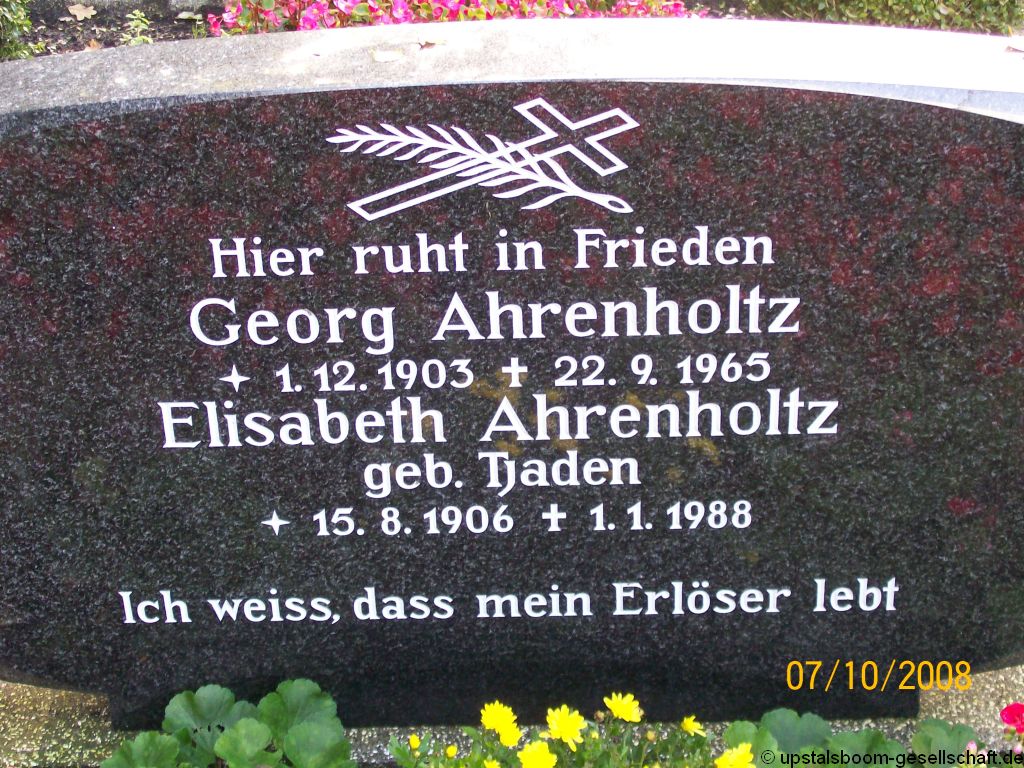 Hier ruht in Frieden
Georg Ahrenholtz
✦ 1. 12. 1903 ✝ 22. 9. 1965
Elisabeth Ahrenholtz
geb. Tjaden
✦ 15. 8. 1906 ✝ 1. 1. 1988
Ich weiss, dass mein Erlöser lebt
07/10/2008
© upstalsboom-gesellschaft.de